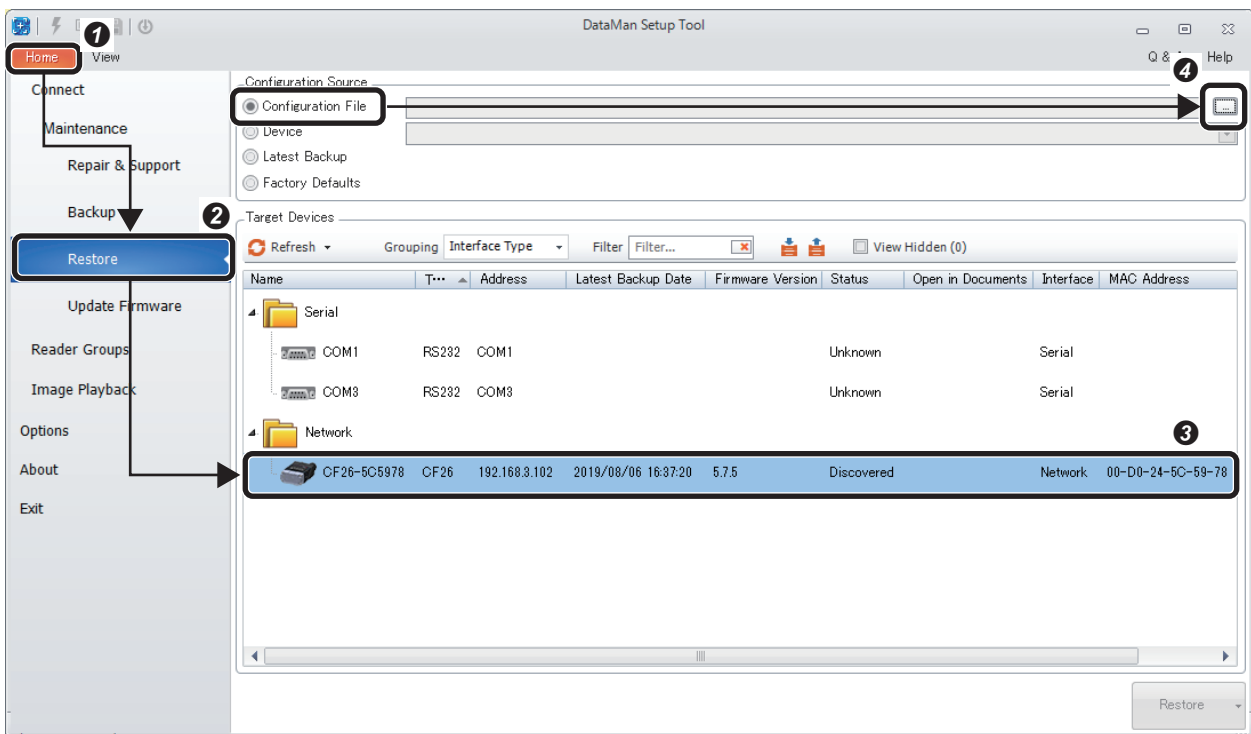 DataMan Setup Tool
1
Home View Help
4
Connect
Maintenance
Repair & Support
Backup
2
Restore
Update Firmware
Reader Groups
Image Playback
Options
About
Exit
Configuration Source
Configuration File ...
Device
Latest Backup
Factory Defaults
Target Devices
Refresh Grouping Interface Type Filter Filter... View Hidden (0)
Name T... Address Latest Backup Date Firmware Version Status Open in Documents Interface MAC Address
Serial
COM1 RS232 COM1 Unknown Serial
COM3 RS232 COM3 Unknown Serial
Network
3
CF26-5C5978 CF26 192.168.3.102 2019/08/06 16:37:20 5.7.5 Discovered Network 00-D0-24-5C-59-78
Restore